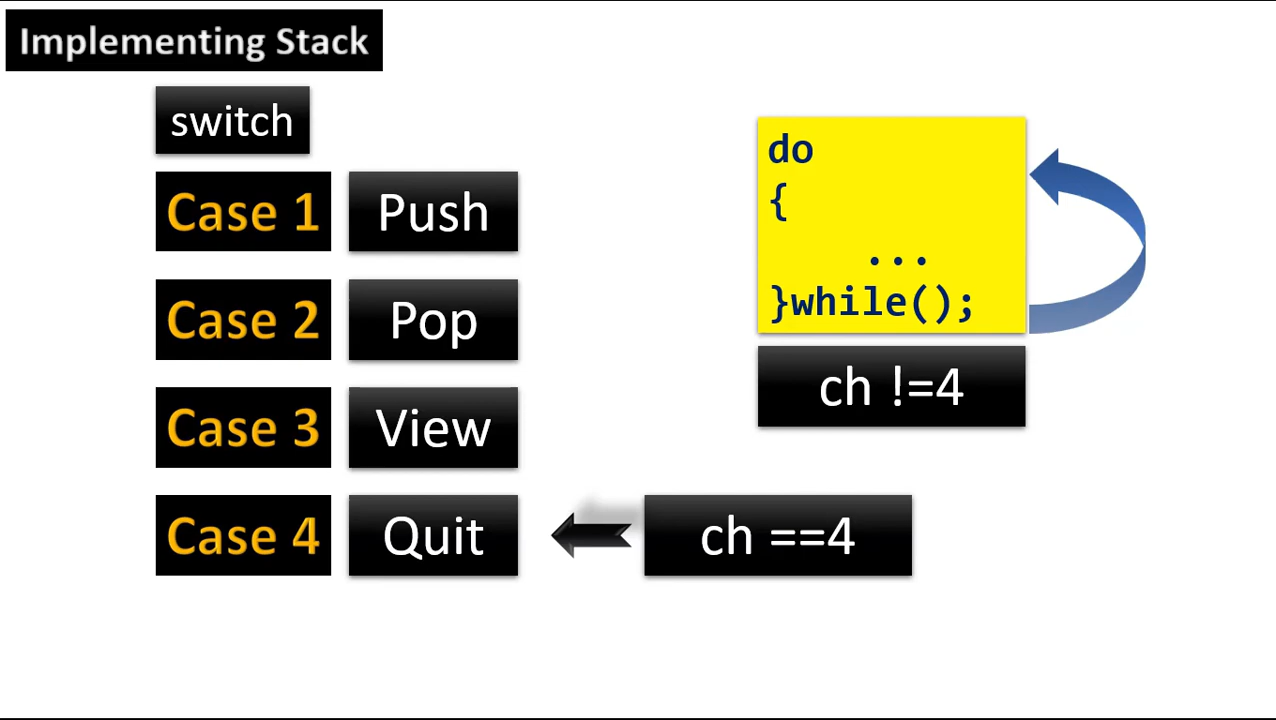 Implementing Stack
switch
Case 1 Push
Case 2 Pop
Case 3 View
Case 4 Quit
ch ==4
do
{
...
}while();
ch !=4